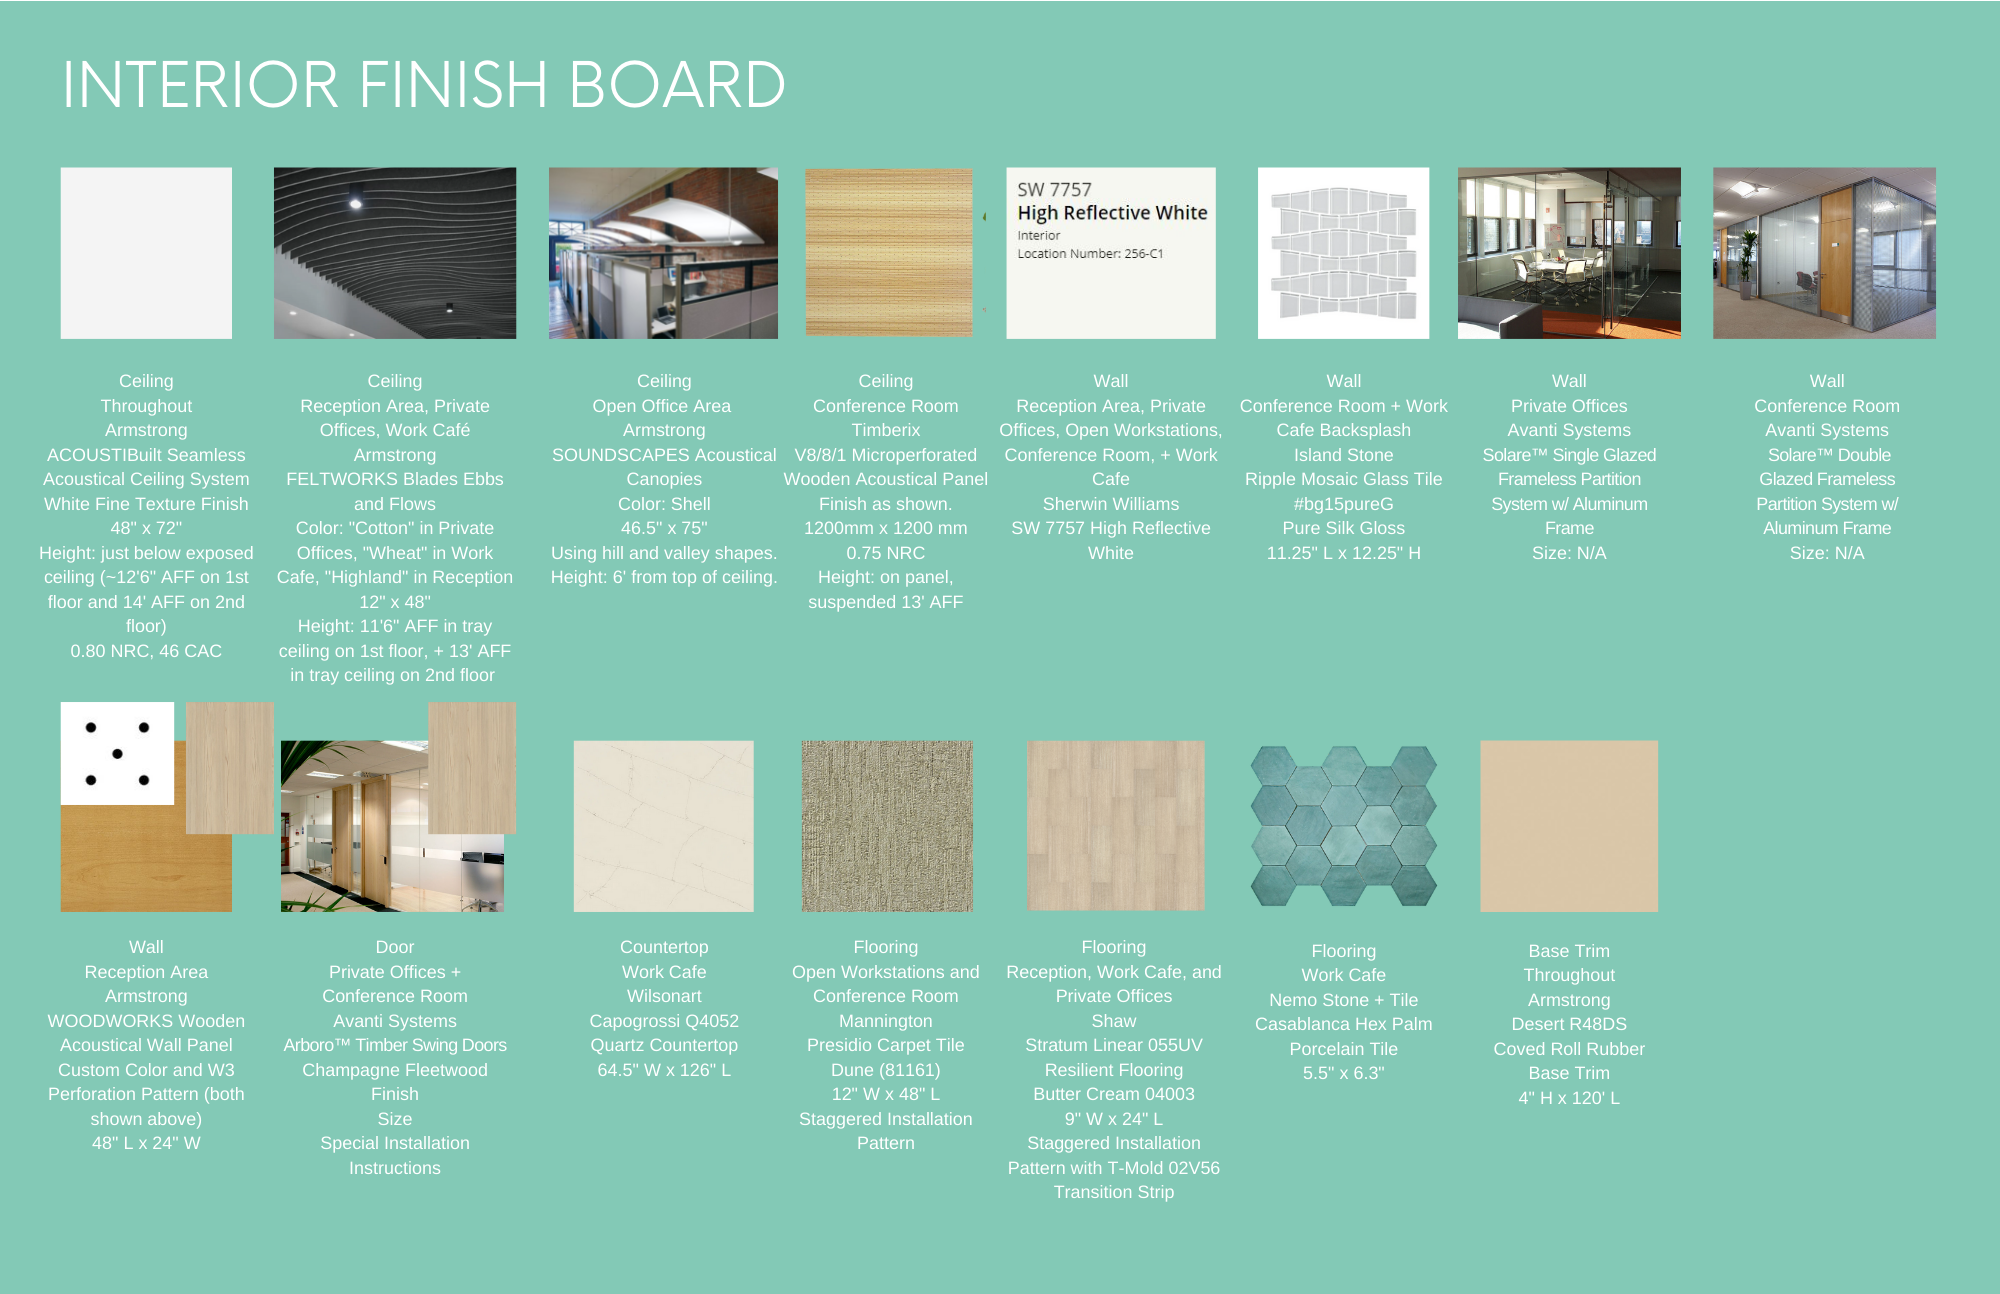 INTERIOR FINISH BOARD
SW 7757
High Reflective White
Interior
Location Number: 256-C1
Ceiling
Throughout
Armstrong
ACOUSTIBuilt Seamless
Acoustical Ceiling System
White Fine Texture Finish
48" x 72"
Height: just below exposed
ceiling (~12'6" AFF on 1st
floor and 14' AFF on 2nd
floor)
0.80 NRC, 46 CAC
Ceiling
Reception Area, Private
Offices, Work Café
Armstrong
FELTWORKS Blades Ebbs
and Flows
Color: "Cotton" in Private
Offices, "Wheat" in Work
Cafe, "Highland" in Reception
12" x 48"
Height: 11'6" AFF in tray
ceiling on 1st floor, + 13' AFF
in tray ceiling on 2nd floor
Ceiling
Open Office Area
Armstrong
SOUNDSCAPES Acoustical
Canopies
Color: Shell
46.5" x 75"
Using hill and valley shapes.
Height: 6' from top of ceiling.
Ceiling
Conference Room
Timberix
V8/8/1 Microperforated
Wooden Acoustical Panel
Finish as shown.
1200mm x 1200 mm
0.75 NRC
Height: on panel,
suspended 13' AFF
Wall
Reception Area, Private
Offices, Open Workstations,
Conference Room, + Work
Cafe
Sherwin Williams
SW 7757 High Reflective
White
Wall
Conference Room + Work
Cafe Backsplash
Island Stone
Ripple Mosaic Glass Tile
#bg15pureG
Pure Silk Gloss
11.25" L x 12.25" H
Wall
Private Offices
Avanti Systems
Solare™ Single Glazed
Frameless Partition
System w/ Aluminum
Frame
Size: N/A
Wall
Conference Room
Avanti Systems
Solare™ Double
Glazed Frameless
Partition System w/
Aluminum Frame
Size: N/A
Wall
Reception Area
Armstrong
WOODWORKS Wooden
Acoustical Wall Panel
Custom Color and W3
Perforation Pattern (both
shown above)
48" L x 24" W
Door
Private Offices +
Conference Room
Avanti Systems
Arboro™ Timber Swing Doors
Champagne Fleetwood
Finish
Size
Special Installation
Instructions
Countertop
Work Cafe
Wilsonart
Capogrossi Q4052
Quartz Countertop
64.5" W x 126" L
Flooring
Open Workstations and
Conference Room
Mannington
Presidio Carpet Tile
Dune (81161)
12" W x 48" L
Staggered Installation
Pattern
Flooring
Reception, Work Cafe, and
Private Offices
Shaw
Stratum Linear 055UV
Resilient Flooring
Butter Cream 04003
9" W x 24" L
Staggered Installation
Pattern with T-Mold 02V56
Transition Strip
Flooring
Work Cafe
Nemo Stone + Tile
Casablanca Hex Palm
Porcelain Tile
5.5" x 6.3"
Base Trim
Throughout
Armstrong
Desert R48DS
Coved Roll Rubber
Base Trim
4" H x 120' L